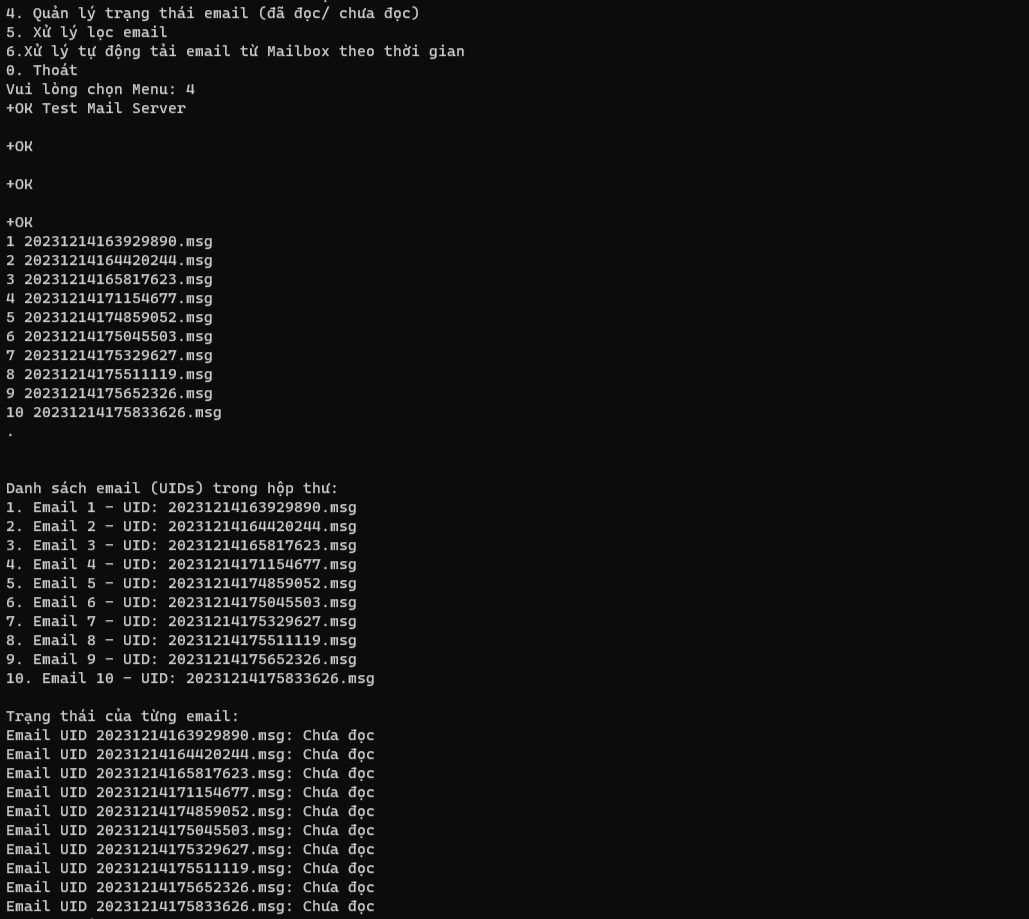 4. Quản lý trạng thái email (đã đọc/ chưa đọc)
5. Xử lý lọc email
6.Xử lý tự động tải email từ Mailbox theo thời gian
0. Thoát
Vui lòng chọn Menu: 4
+OK Test Mail Server
+OK
+OK
+OK
1 20231214163929890.msg
2 20231214164420244.msg
3 20231214165817623.msg
4 20231214171154677.msg
5 20231214174859052.msg
6 20231214175045503.msg
7 20231214175329627.msg
8 20231214175511119.msg
9 20231214175652326.msg
10 20231214175833626.msg
.
Danh sách email (UIDs) trong hộp thư:
1. Email 1 - UID: 20231214163929890.msg
2. Email 2 - UID: 20231214164420244.msg
3. Email 3 - UID: 20231214165817623.msg
4. Email 4 - UID: 20231214171154677.msg
5. Email 5 - UID: 20231214174859052.msg
6. Email 6 - UID: 20231214175045503.msg
7. Email 7 - UID: 20231214175329627.msg
8. Email 8 - UID: 20231214175511119.msg
9. Email 9 - UID: 20231214175652326.msg
10. Email 10 - UID: 20231214175833626.msg
Trạng thái của từng email:
Email UID 20231214163929890.msg: Chưa đọc
Email UID 20231214164420244.msg: Chưa đọc
Email UID 20231214165817623.msg: Chưa đọc
Email UID 20231214171154677.msg: Chưa đọc
Email UID 20231214174859052.msg: Chưa đọc
Email UID 20231214175045503.msg: Chưa đọc
Email UID 20231214175329627.msg: Chưa đọc
Email UID 20231214175511119.msg: Chưa đọc
Email UID 20231214175652326.msg: Chưa đọc
Email UID 20231214175833626.msg: Chưa đọc